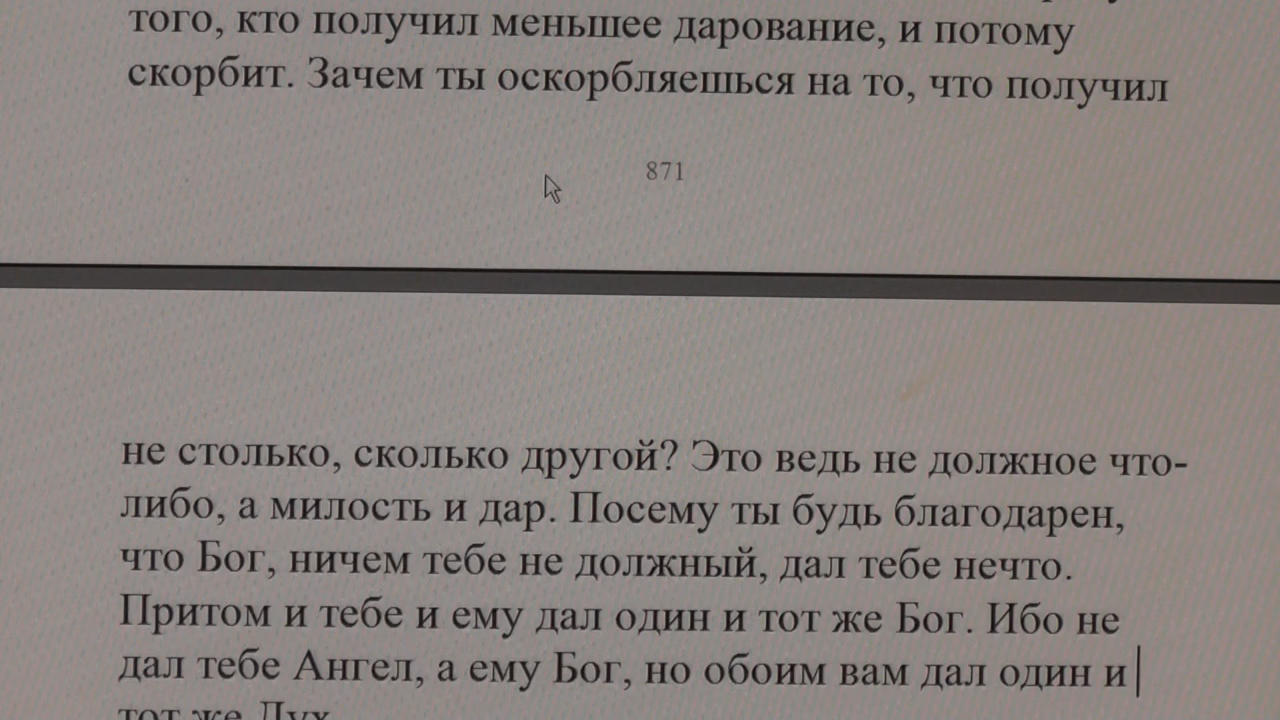 того, кто получил меньшее дарование, и потому
скорбит. Зачем ты оскорбляешься на то, что получил
871
не столько, сколько другой? Это ведь не должное что-
либо, а милость и дар. Посему ты будь благодарен,
что Бог, ничем тебе не должный, дал тебе нечто.
Притом и тебе и ему дал один и тот же Бог. Ибо не
дал тебе Ангел, а ему Бог, но обоим вам дал один и
тот же Дух